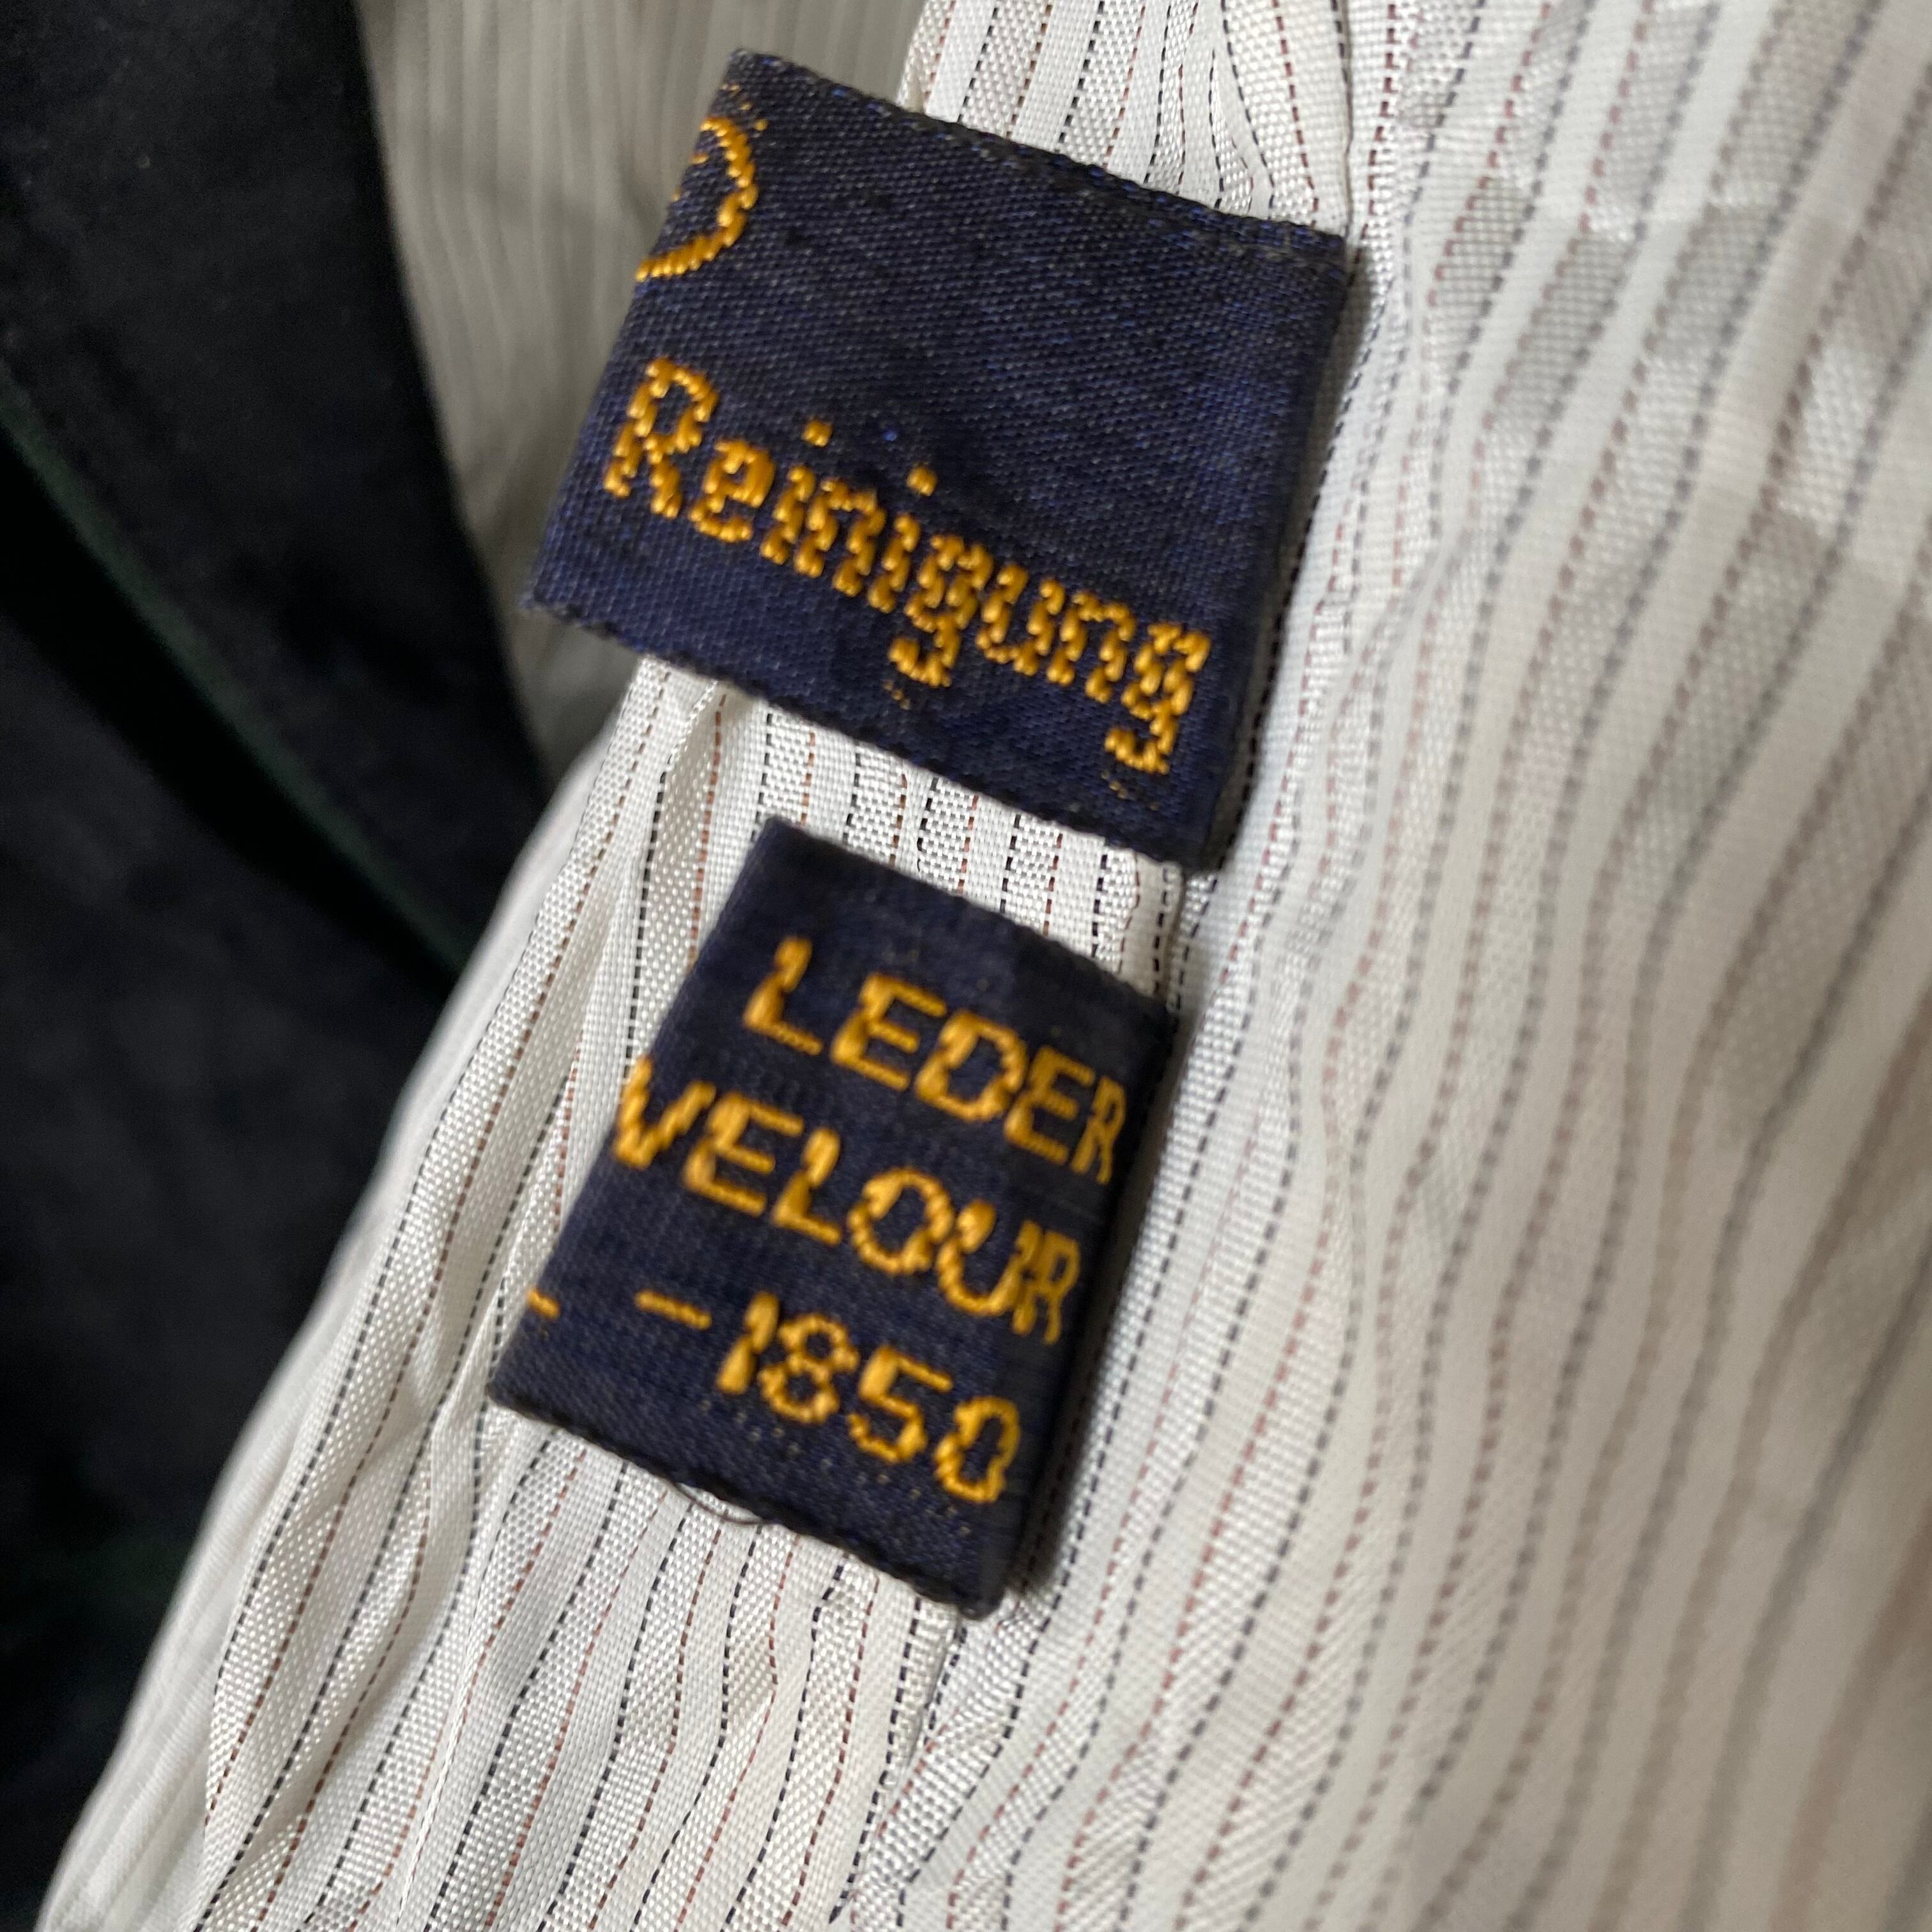 Reinigung
LEDER
VELOUR
- -1850